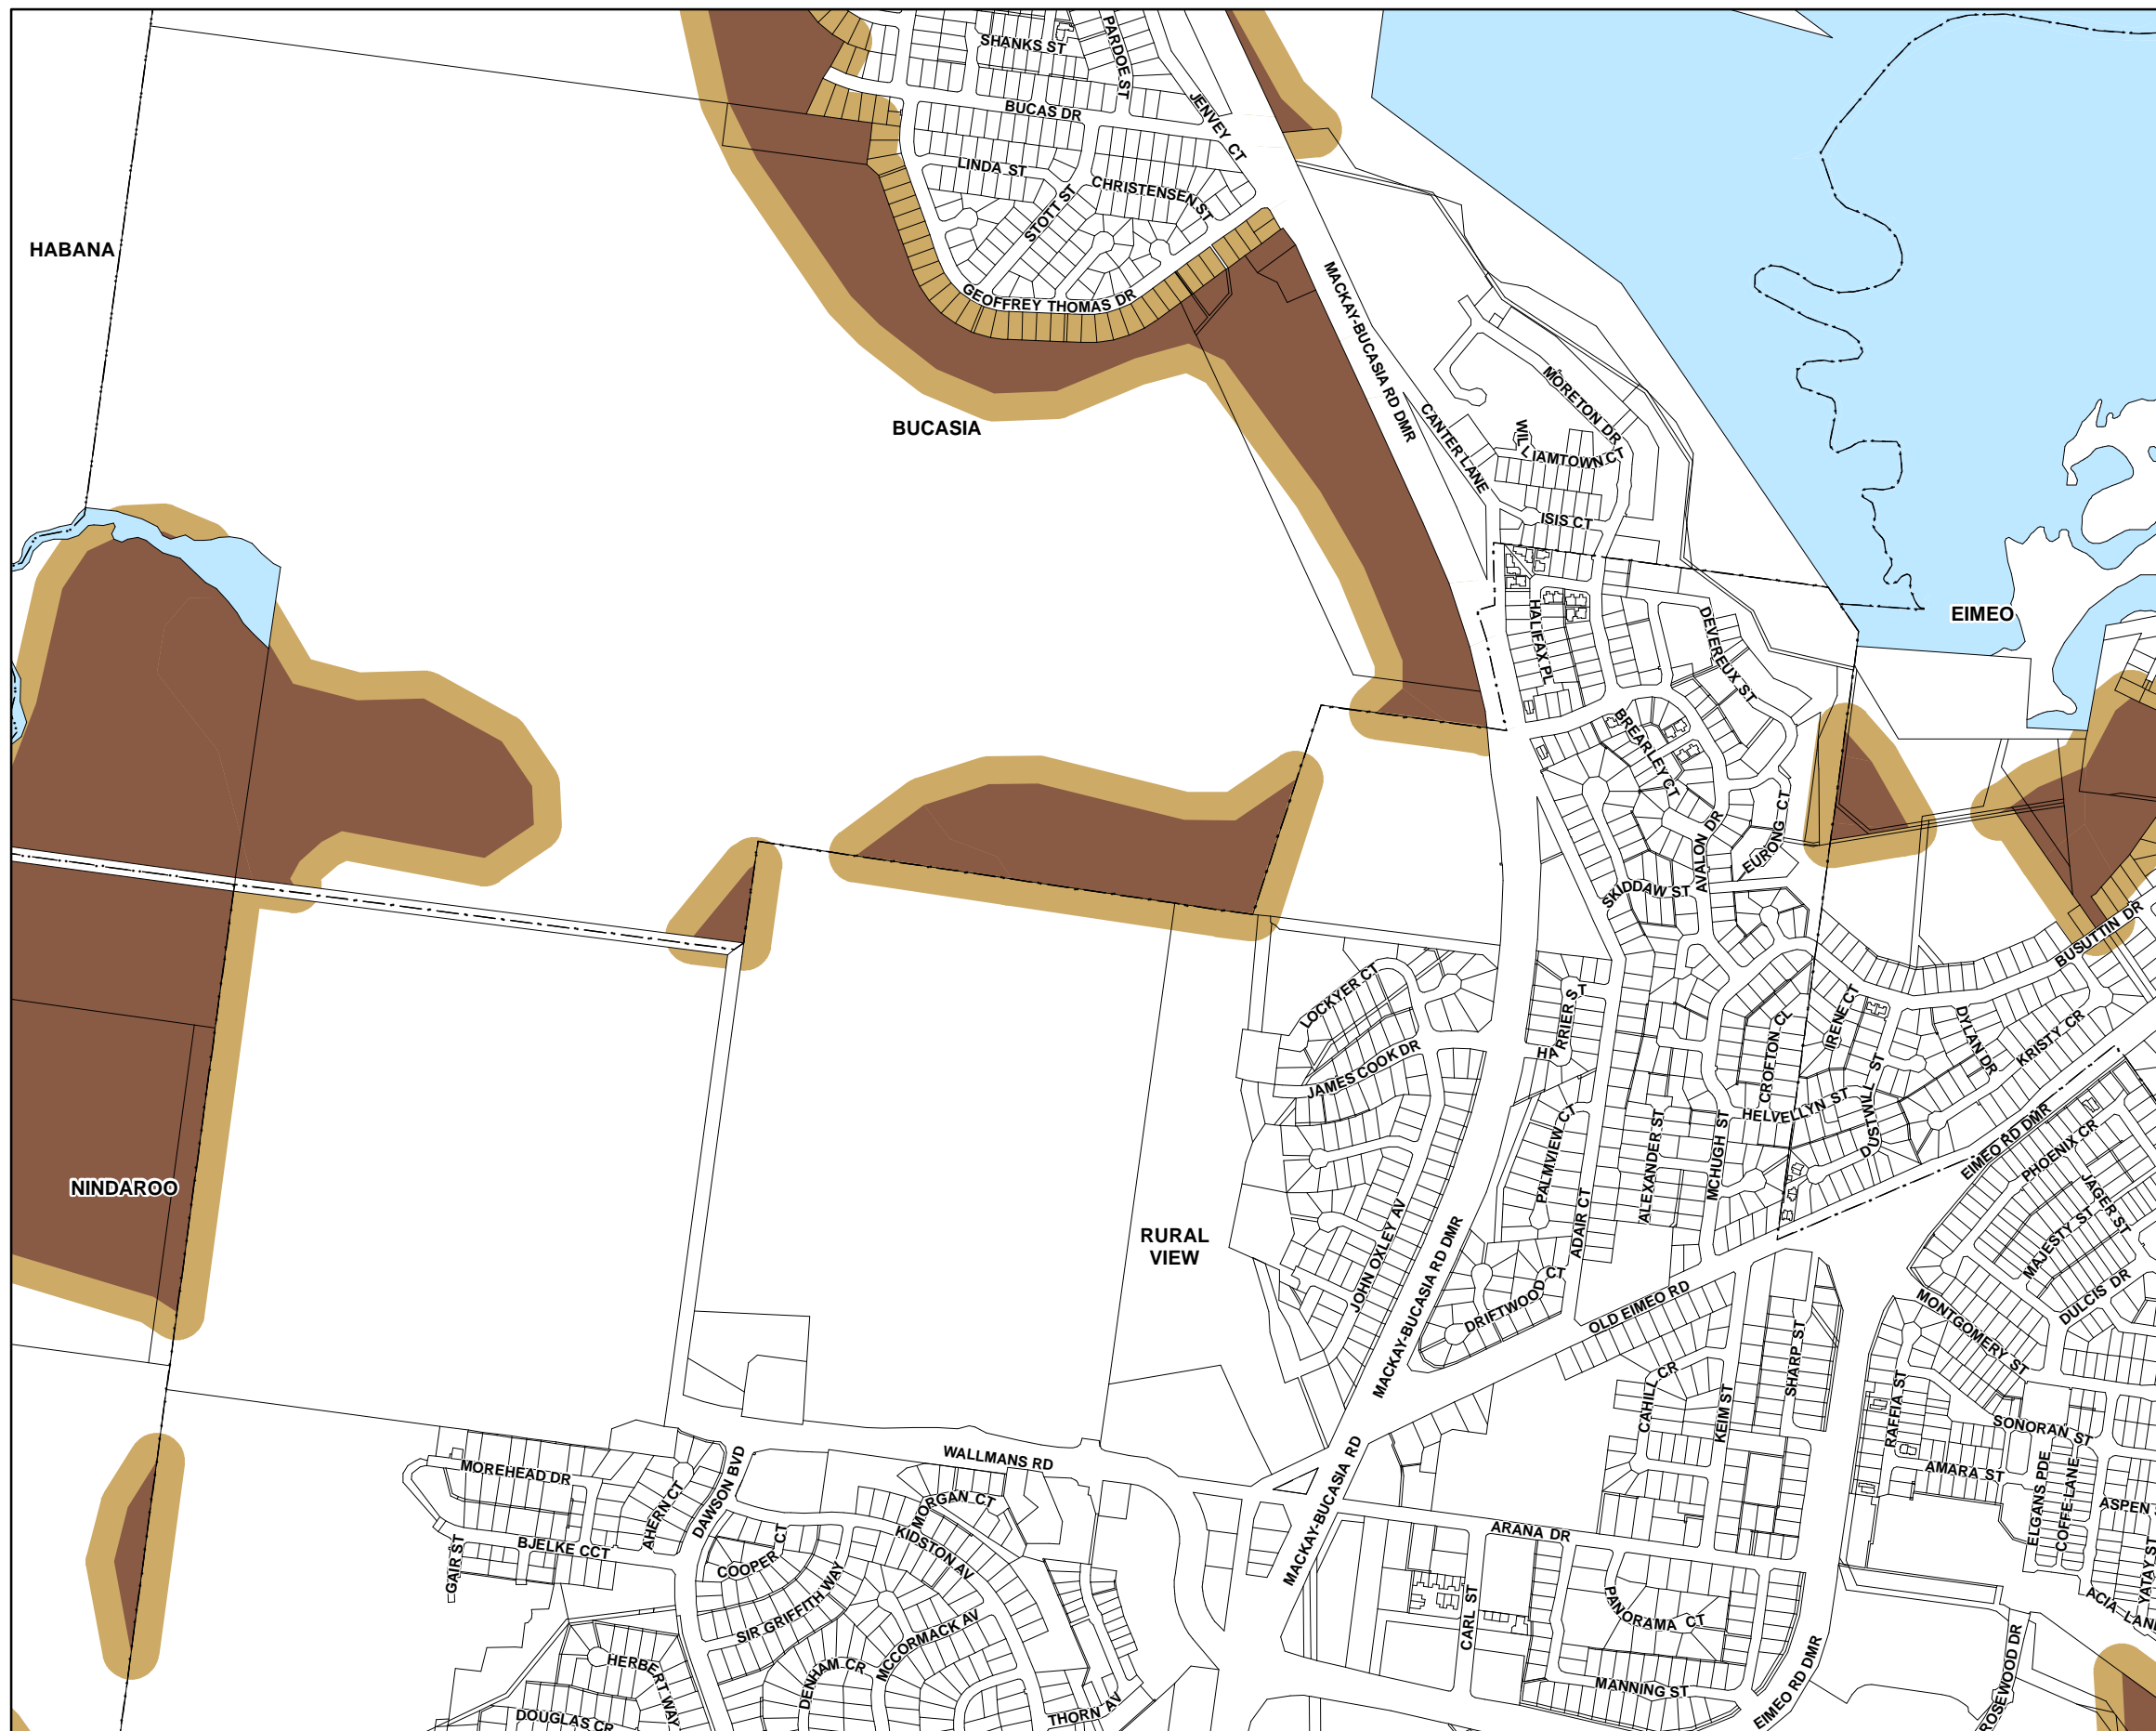 SHANKS ST
PARDOE ST
BUCAS DR
JENVEY CT
LINDA ST
CHRISTENSEN ST
STOTT ST
HABANA
GEOFFREY THOMAS DR
MACKAY-BUCASIA RD DMR
BUCASIA
MORETON DR
CANTER LANE
WILLIAMTOWN CT
ISIS CT
HALIFAX PL
DEVEREUX ST
EIMEO
BREARLEY CT
AVALON DR
EURONG CT
SKIDDAW ST
BUSUTTIN DR
LOCKYER CT
HARRIER ST
JAMES COOK DR
CROFTON CL
IRENE CT
DYLAN DR
KRISTY CR
HELVELLYN ST
DUSTWILL ST
EIMEO RD DMR
PHOENIX CR
PALMVIEW CT
ALEXANDER ST
MCHUGH ST
NINDAROO
JAGER ST
MAJESTY ST
RURAL
VIEW
ADAIR CT
JOHN OXLEY AV
MACKAY-BUCASIA RD DMR
DRIFTWOOD CT
OLD EIMEO RD
DULCIS DR
MONTGOMERY ST
SHARP ST
CAHILL CR
KEIM ST
RAFFIA ST
SONORAN ST
WALLMANS RD
MOREHEAD DR
AHERN CT
DAWSON BVD
MORGAN CT
MACKAY-BUCASIA RD
AMARA ST
ELGANS PDE
COFFE LANE
ASPEN
KIDSTON AV
ARANA DR
BJELKE CCT
GAIR ST
COOPER CT
SIR GRIFFITH WAY
YATAY ST
ACIA LANE
CARL ST
PANORAMA CT
MCCORMACK AV
HERBERT WAY
DENHAM CR
MANNING ST
EIMEO RD DMR
ROSEWOOD DR
THORN AV
DOUGLAS CR